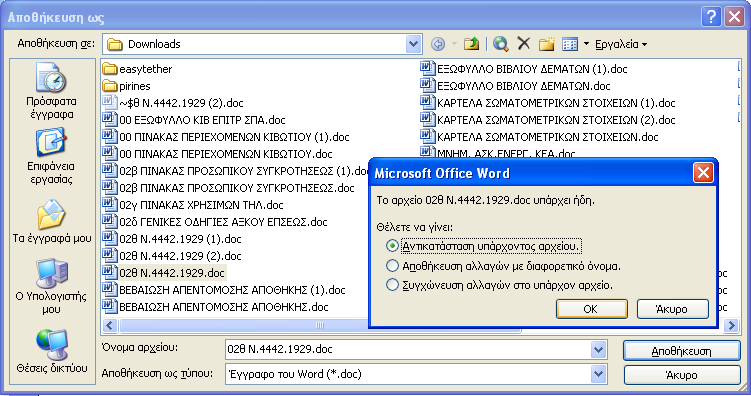 Αποθήκευση ως
Αποθήκευση σε:
Downloads
Εργαλεία
Πρόσφατα έγγραφα
Επιφάνεια εργασίας
Τα έγγραφά μου
Ο Υπολογιστής μου
Θέσεις δικτύου
easytether
pirines
~$θ Ν.4442.1929 (2).doc
00 ΕΞΩΦΥΛΛΟ ΚΙΒ ΕΠΙΤΡ ΣΠΑ.doc
00 ΠΙΝΑΚΑΣ ΠΕΡΙΕΧΟΜΕΝΩΝ ΚΙΒΩΤΙΟΥ (1).doc
00 ΠΙΝΑΚΑΣ ΠΕΡΙΕΧΟΜΕΝΩΝ ΚΙΒΩΤΙΟΥ.doc
02β ΠΙΝΑΚΑΣ ΠΡΟΣΩΠΙΚΟΥ ΣΥΓΚΡΟΤΗΣΕΩΣ (1).doc
02β ΠΙΝΑΚΑΣ ΠΡΟΣΩΠΙΚΟΥ ΣΥΓΚΡΟΤΗΣΕΩΣ.doc
02γ ΠΙΝΑΚΑΣ ΧΡΗΣΙΜΩΝ ΤΗΛ.doc
02δ ΓΕΝΙΚΕΣ ΟΔΗΓΙΕΣ ΑΞΚΟΥ ΕΠΣΕΩΣ.doc
02θ Ν.4442.1929 (1).doc
02θ Ν.4442.1929 (2).doc
02θ Ν.4442.1929.doc
ΒΕΒΑΙΩΣΗ ΑΠΕΝΤΟΜΩΣΗΣ ΑΠΟΘΗΚΗΣ (1).doc
ΒΕΒΑΙΩΣΗ ΑΠΕΝΤΟΜΩΣΗΣ ΑΠΟΘΗΚΗΣ.doc
ΕΞΩΦΥΛΛΟ ΒΙΒΛΙΟΥ ΔΕΜΑΤΩΝ (1).doc
ΕΞΩΦΥΛΛΟ ΒΙΒΛΙΟΥ ΔΕΜΑΤΩΝ.doc
ΚΑΡΤΕΛΑ ΣΩΜΑΤΟΜΕΤΡΙΚΩΝ ΣΤΟΙΧΕΙΩΝ (1).doc
ΚΑΡΤΕΛΑ ΣΩΜΑΤΟΜΕΤΡΙΚΩΝ ΣΤΟΙΧΕΙΩΝ.doc
ΚΑΡΤΕΛΑ ΣΩΜΑΤΟΜΕΤΡΙΚΩΝ.doc
ΜΝΗΜ. ΑΣΚ.ΕΝΕΡΓ. ΚΕΑ.doc
Microsoft Office Word
Το αρχείο 02θ Ν.4442.1929.doc υπάρχει ήδη.
Θέλετε να γίνει:
Αντικατάσταση υπάρχοντος αρχείου.
Αποθήκευση αλλαγών με διαφορετικό όνομα.
Συγχώνευση αλλαγών στο υπάρχον αρχείο.
OK
Άκυρο
Όνομα αρχείου:
02θ Ν.4442.1929.doc
Αποθήκευση
Αποθήκευση ως τύπου:
Έγγραφο του Word (*.doc)
Άκυρο